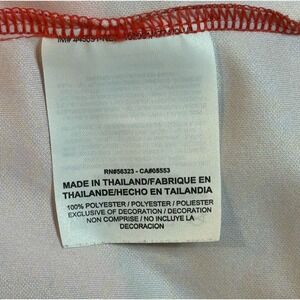 RN#56323 - CA#05553
MADE IN THAILAND/FABRIQUE EN
THAILANDE/HECHO EN TAILANDIA
100% POLYESTER / POLYESTER / POLIESTER
EXCLUSIVE OF DECORATION / DECORATION
NON COMPRISE / NO INCLUYE LA
DECORACION